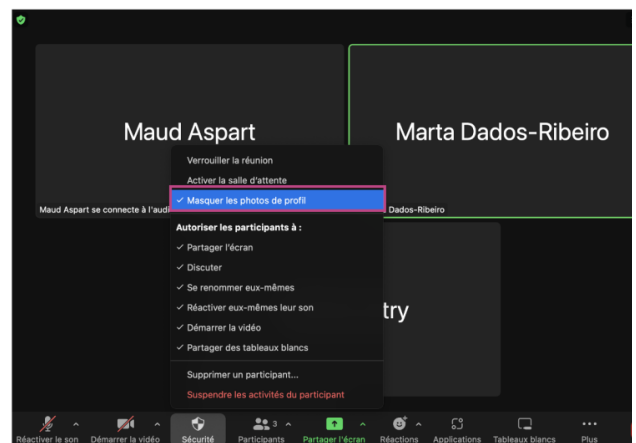 Maud Aspart
Marta Dados-Ribeiro
Maud Aspart se connecte à l'audi
Dados-Ribeiro
try
Verrouiller la réunion
Activer la salle d'attente
✓ Masquer les photos de profil
Autoriser les participants à :
✓ Partager l'écran
✓ Discuter
✓ Se renommer eux-mêmes
✓ Réactiver eux-mêmes leur son
✓ Démarrer la vidéo
✓ Partager des tableaux blancs
Supprimer un participant...
Suspendre les activités du participant
3
Réactiver le son Démarrer la vidéo Sécurité Participants Partager l'écran Réactions Applications Tableaux blancs Plus